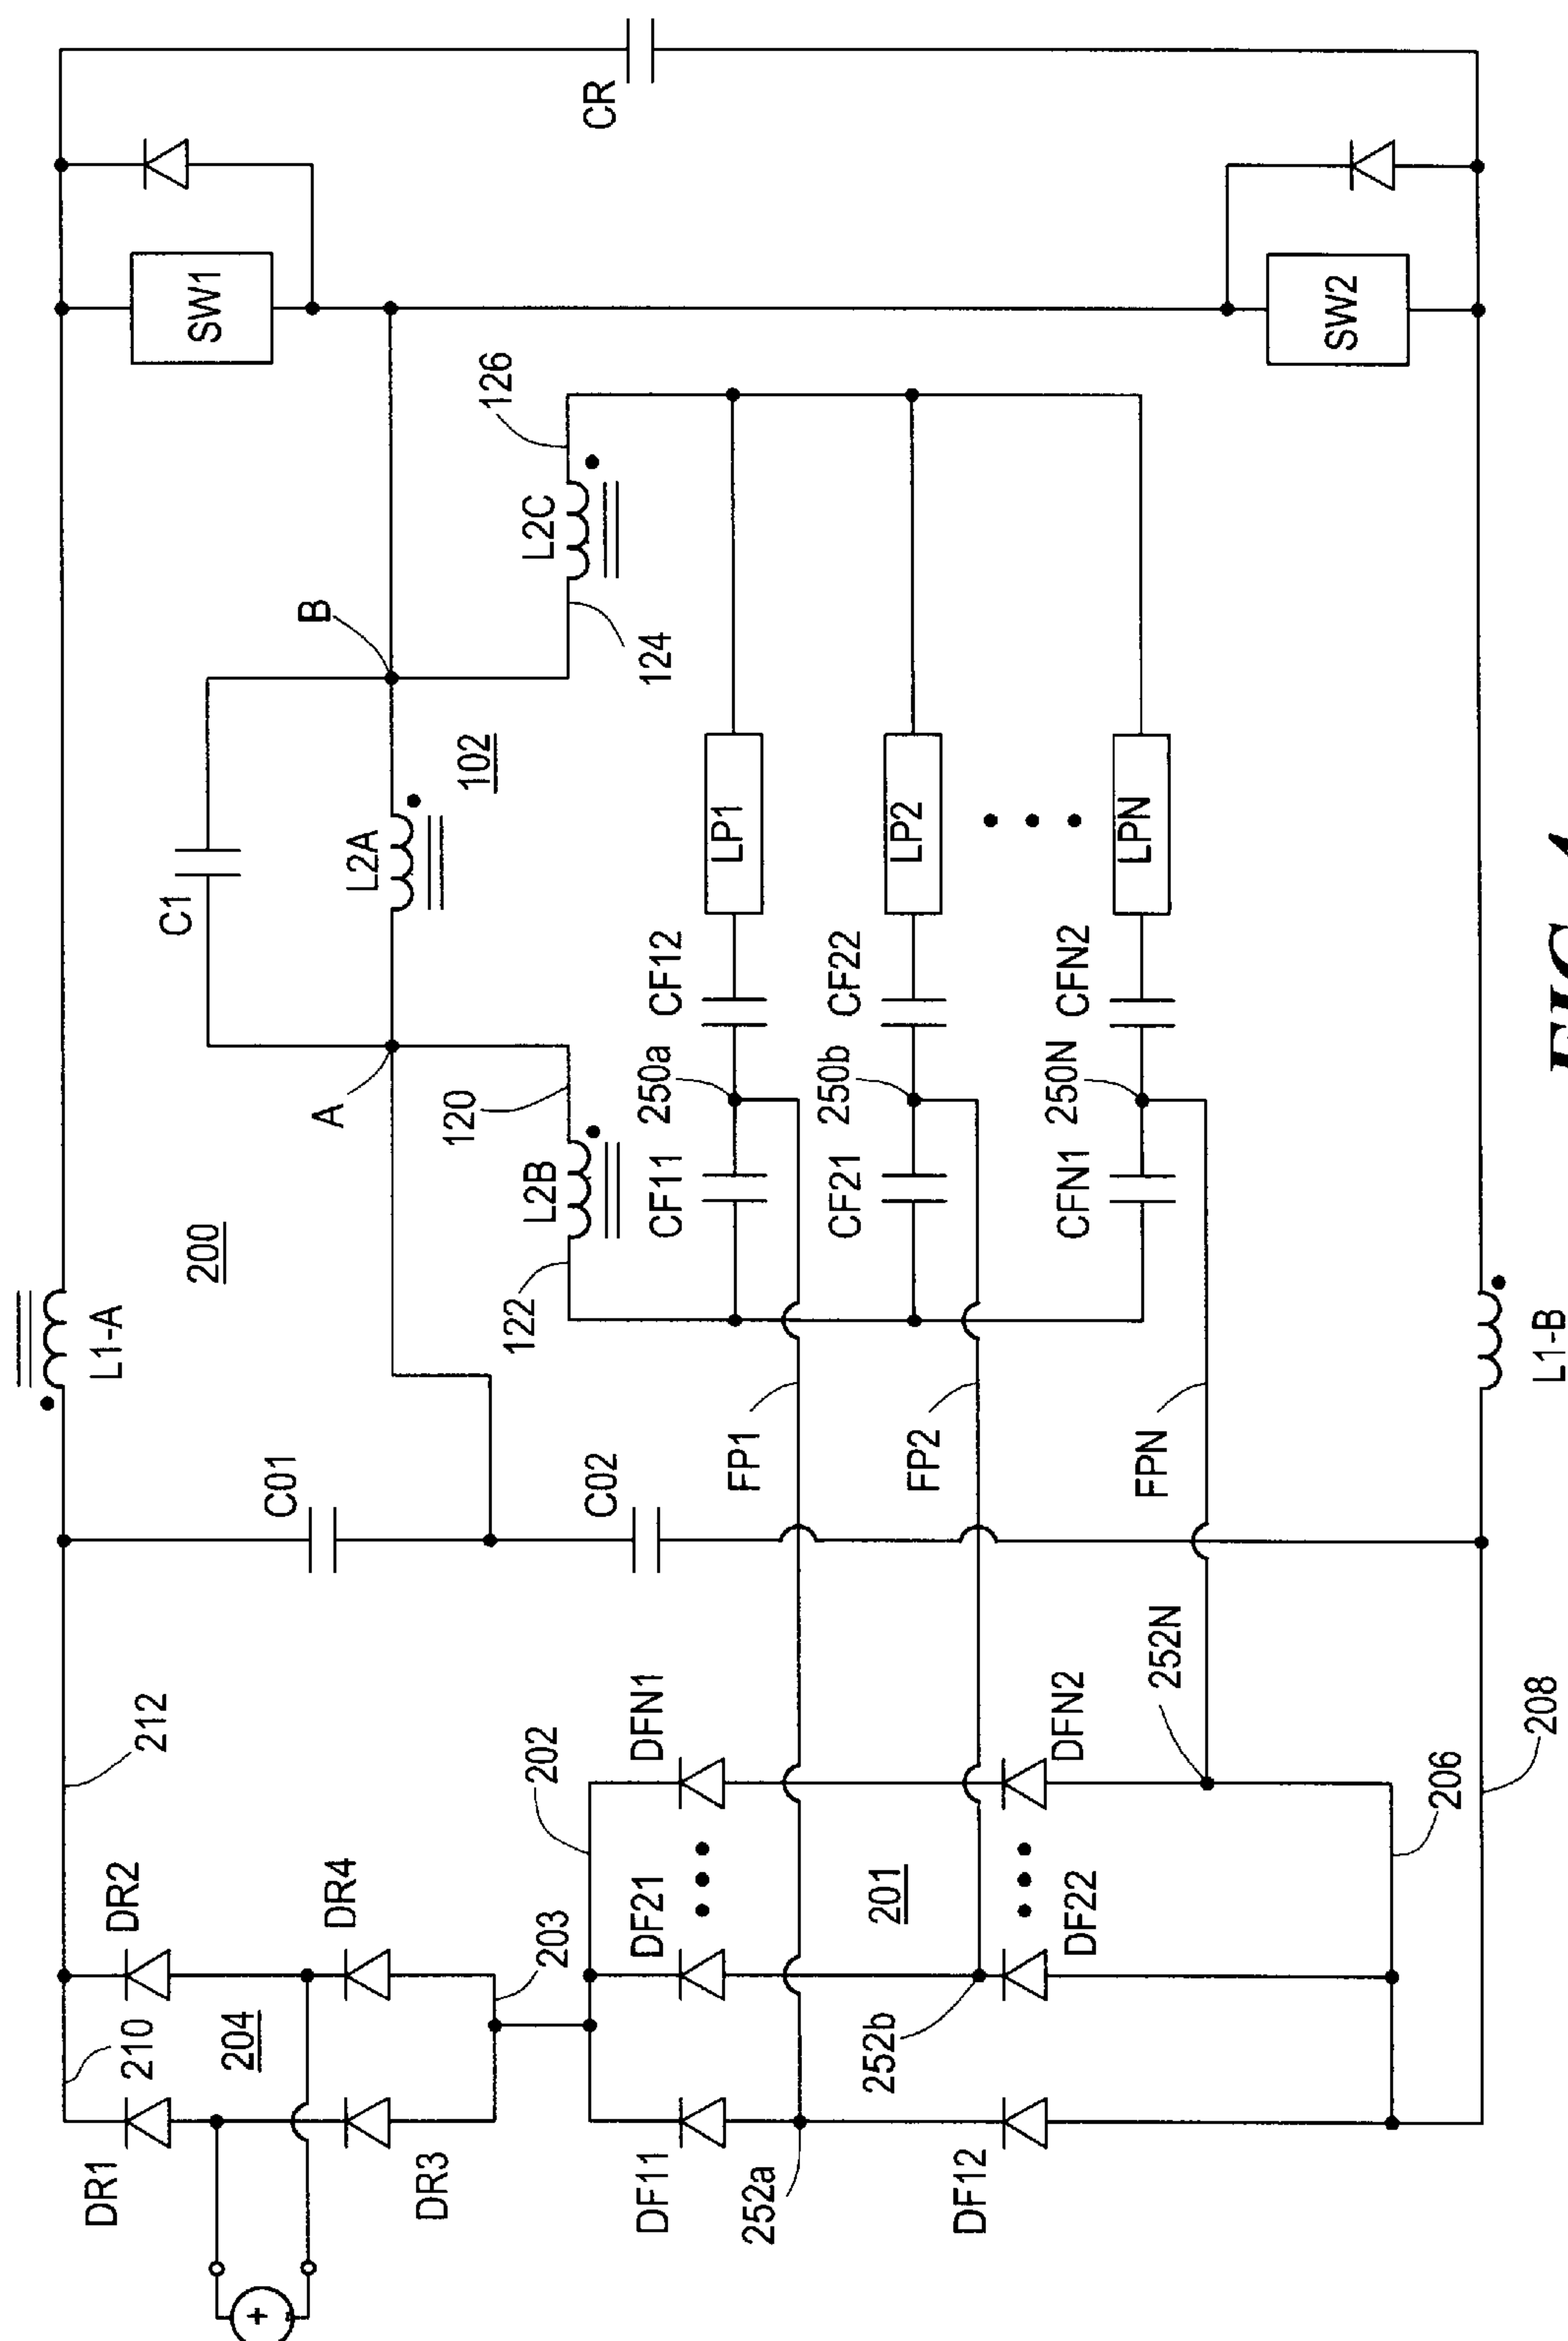 CR
SW1
SW2
126
B
L2C
124
C1
L2A
102
LP1
LP2
LPN
A
120
L2B
122
CF12
CF22
CFN2
250a
250b
250N
CF11
CF21
CFN1
200
L1-A
L1-B
C01
C02
FP1
FP2
FPN
212
202
DFN1
DFN2
252N
208
206
DR2
DR4
203
DF21
201
DF22
210
204
252b
DR1
DR3
DF11
252a
DF12
+